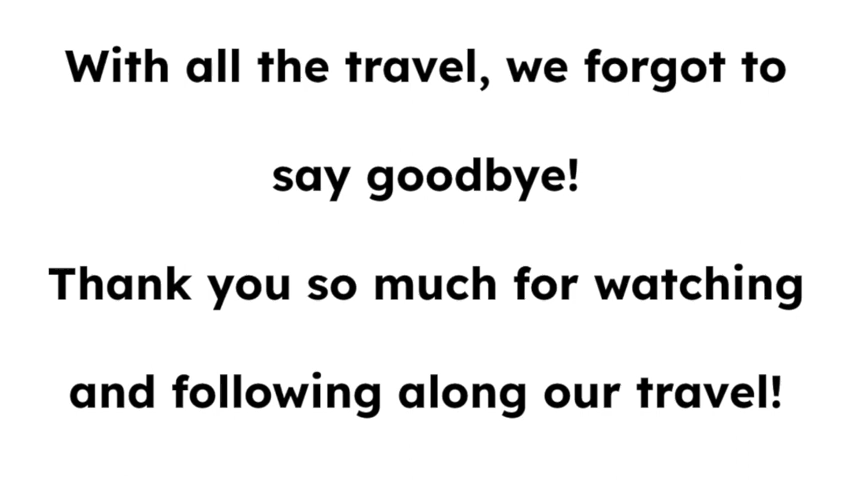 With all the travel, we forgot to
say goodbye!
Thank you so much for watching
and following along our travel!